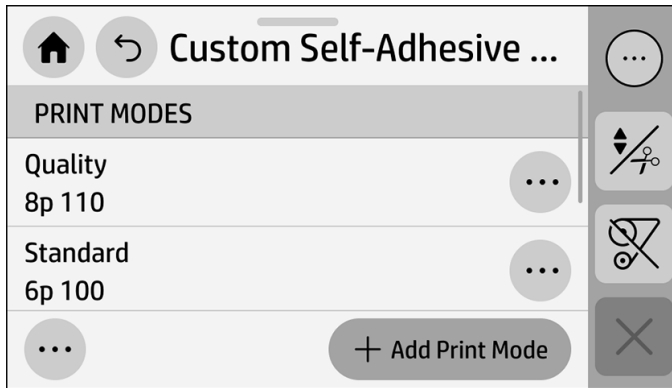 Custom Self-Adhesive ...
PRINT MODES
Quality
8p 110
Standard
6p 100
+ Add Print Mode